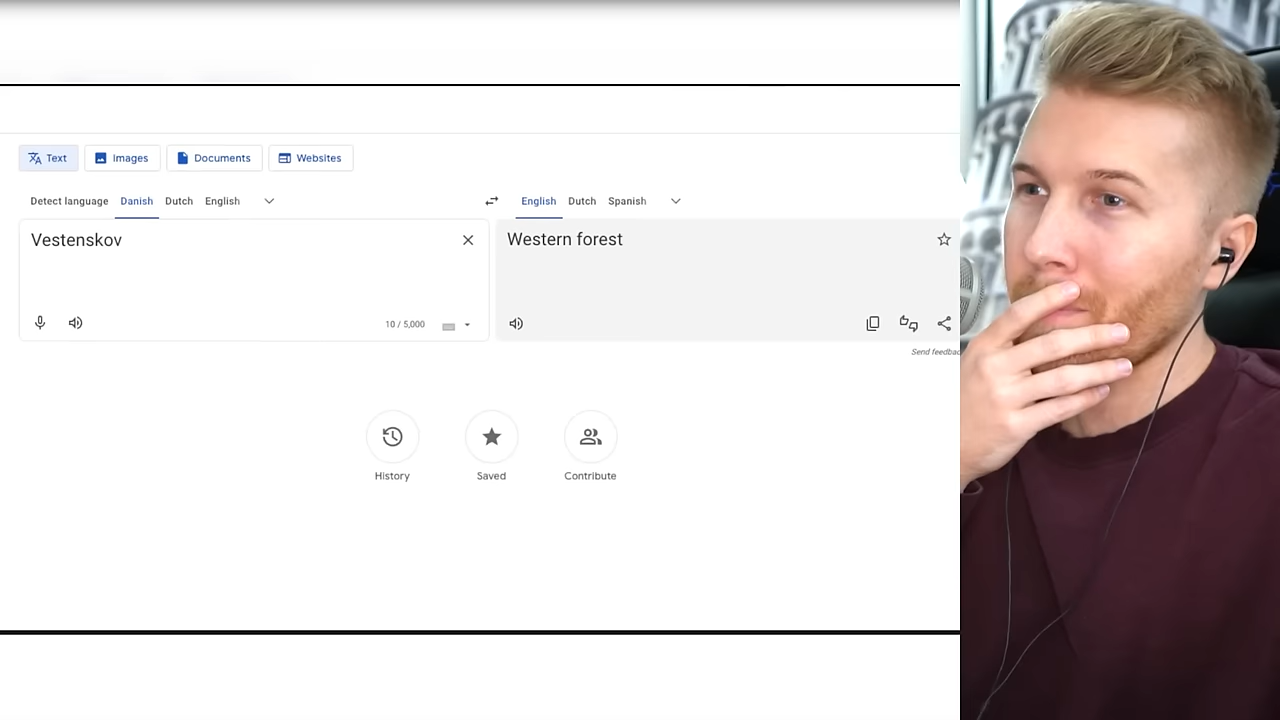 Text Images Documents Websites
Detect language Danish Dutch English
English Dutch Spanish
Vestenskov
Western forest
10 / 5,000
Send feedbac
History Saved Contribute